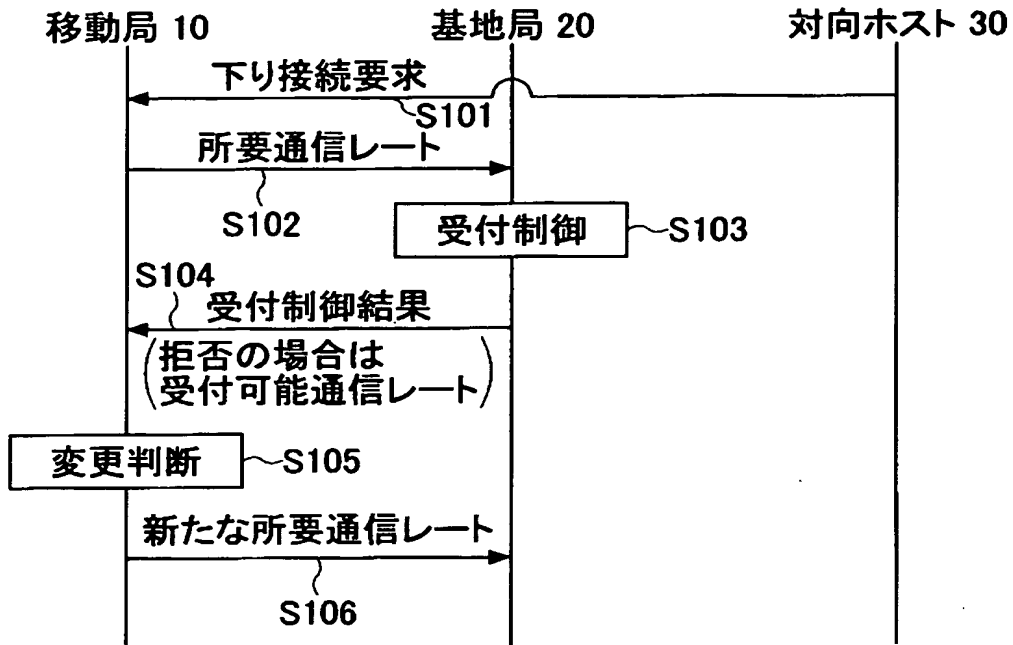 移動局 10
基地局 20
対向ホスト 30
下り接続要求
S101
所要通信レート
S102
受付制御
S103
S104
受付制御結果
(拒否の場合は
受付可能通信レート)
変更判断
S105
新たな所要通信レート
S106